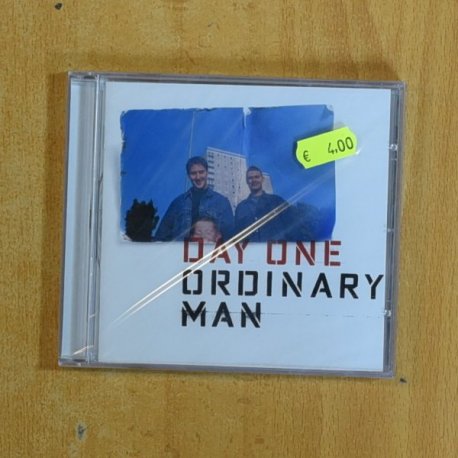 € 4,00
DAY ONE
ORDINARY
MAN